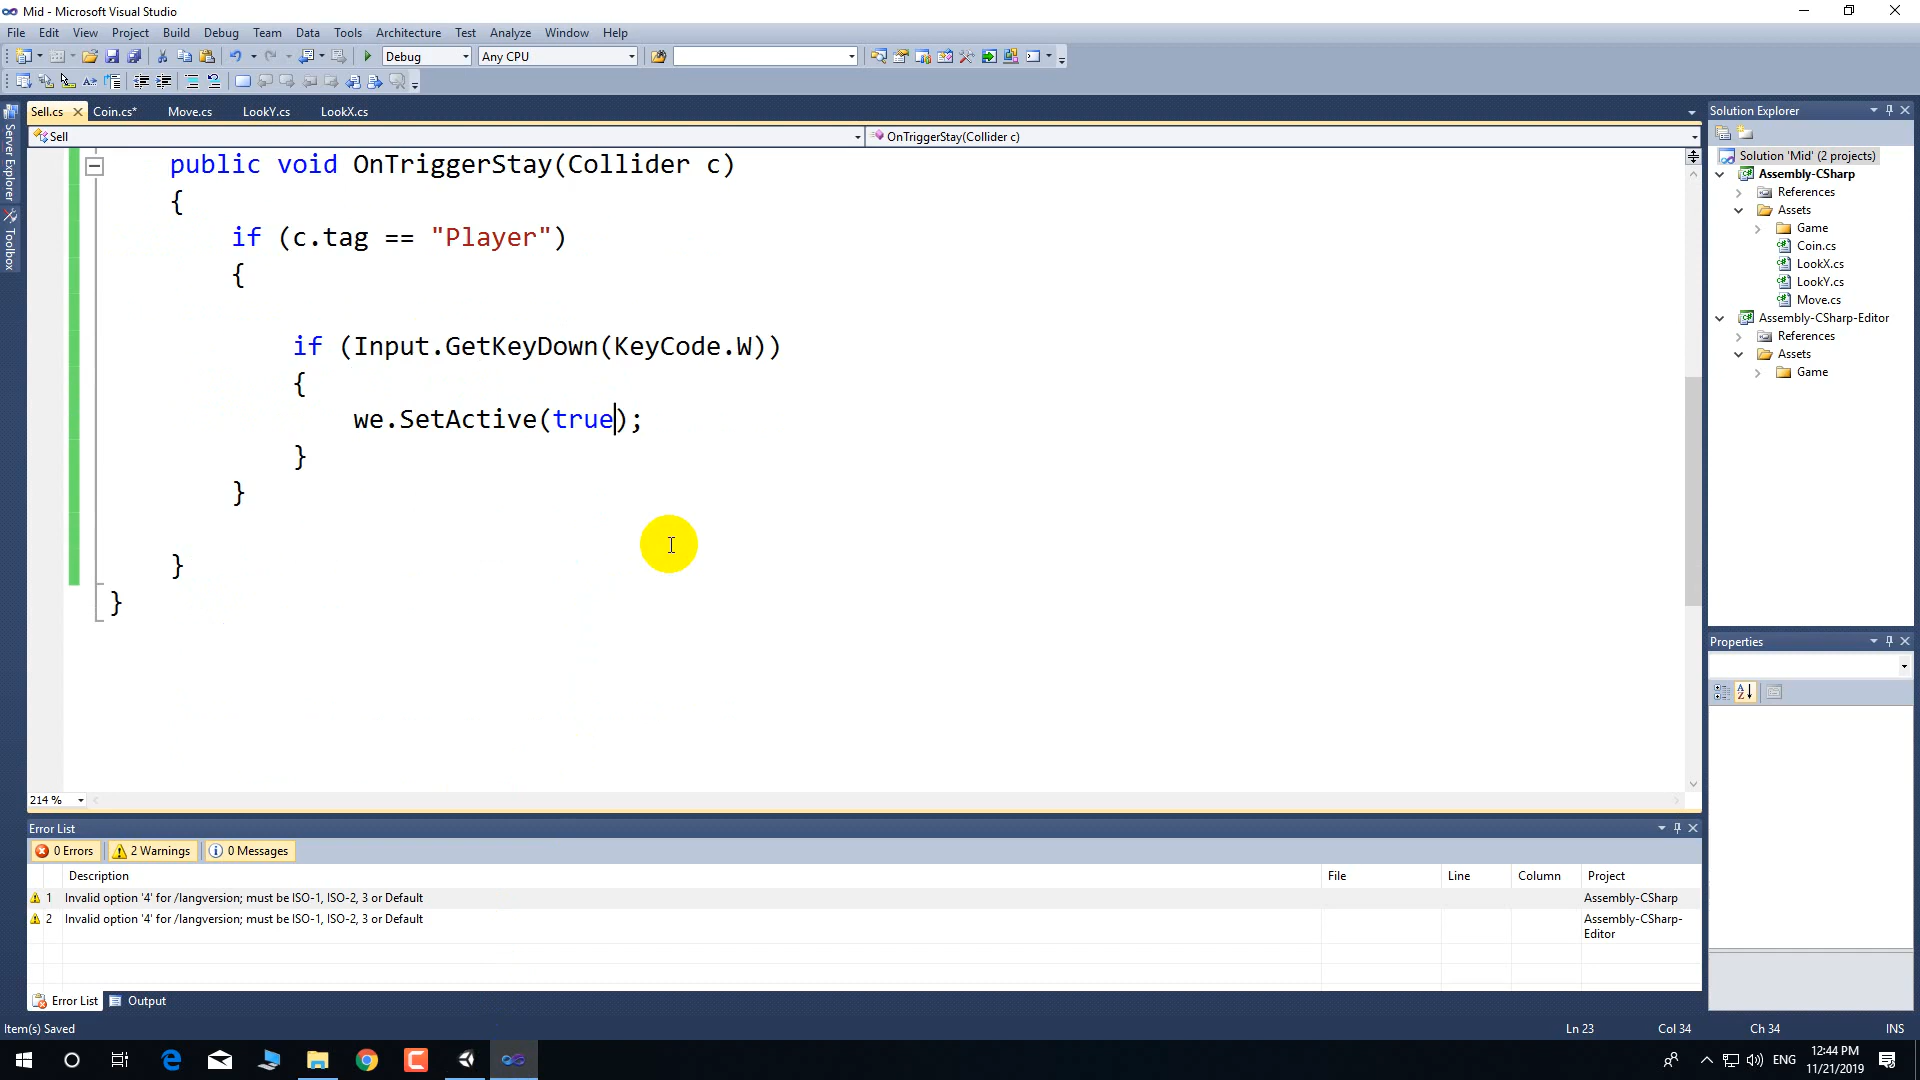 Mid - Microsoft Visual Studio
File Edit View Project Build Debug Team Data Tools Architecture Test Analyze Window Help
Debug Any CPU
Sell.cs Coin.cs* Move.cs LookY.cs LookX.cs
Sell OnTriggerStay(Collider c)
Server Explorer
Toolbox
public void OnTriggerStay(Collider c)
{
if (c.tag == "Player")
{
if (Input.GetKeyDown(KeyCode.W))
{
we.SetActive(true);
}
}
}
}
214 %
Solution Explorer
Solution 'Mid' (2 projects)
Assembly-CSharp
References
Assets
Game
Coin.cs
LookX.cs
LookY.cs
Move.cs
Assembly-CSharp-Editor
References
Assets
Game
Properties
Error List
0 Errors 2 Warnings 0 Messages
Description File Line Column Project
1 Invalid option '4' for /langversion; must be ISO-1, ISO-2, 3 or Default Assembly-CSharp
2 Invalid option '4' for /langversion; must be ISO-1, ISO-2, 3 or Default Assembly-CSharp-
Editor
Error List Output
Item(s) Saved Ln 23 Col 34 Ch 34 INS
ENG 12:44 PM
11/21/2019